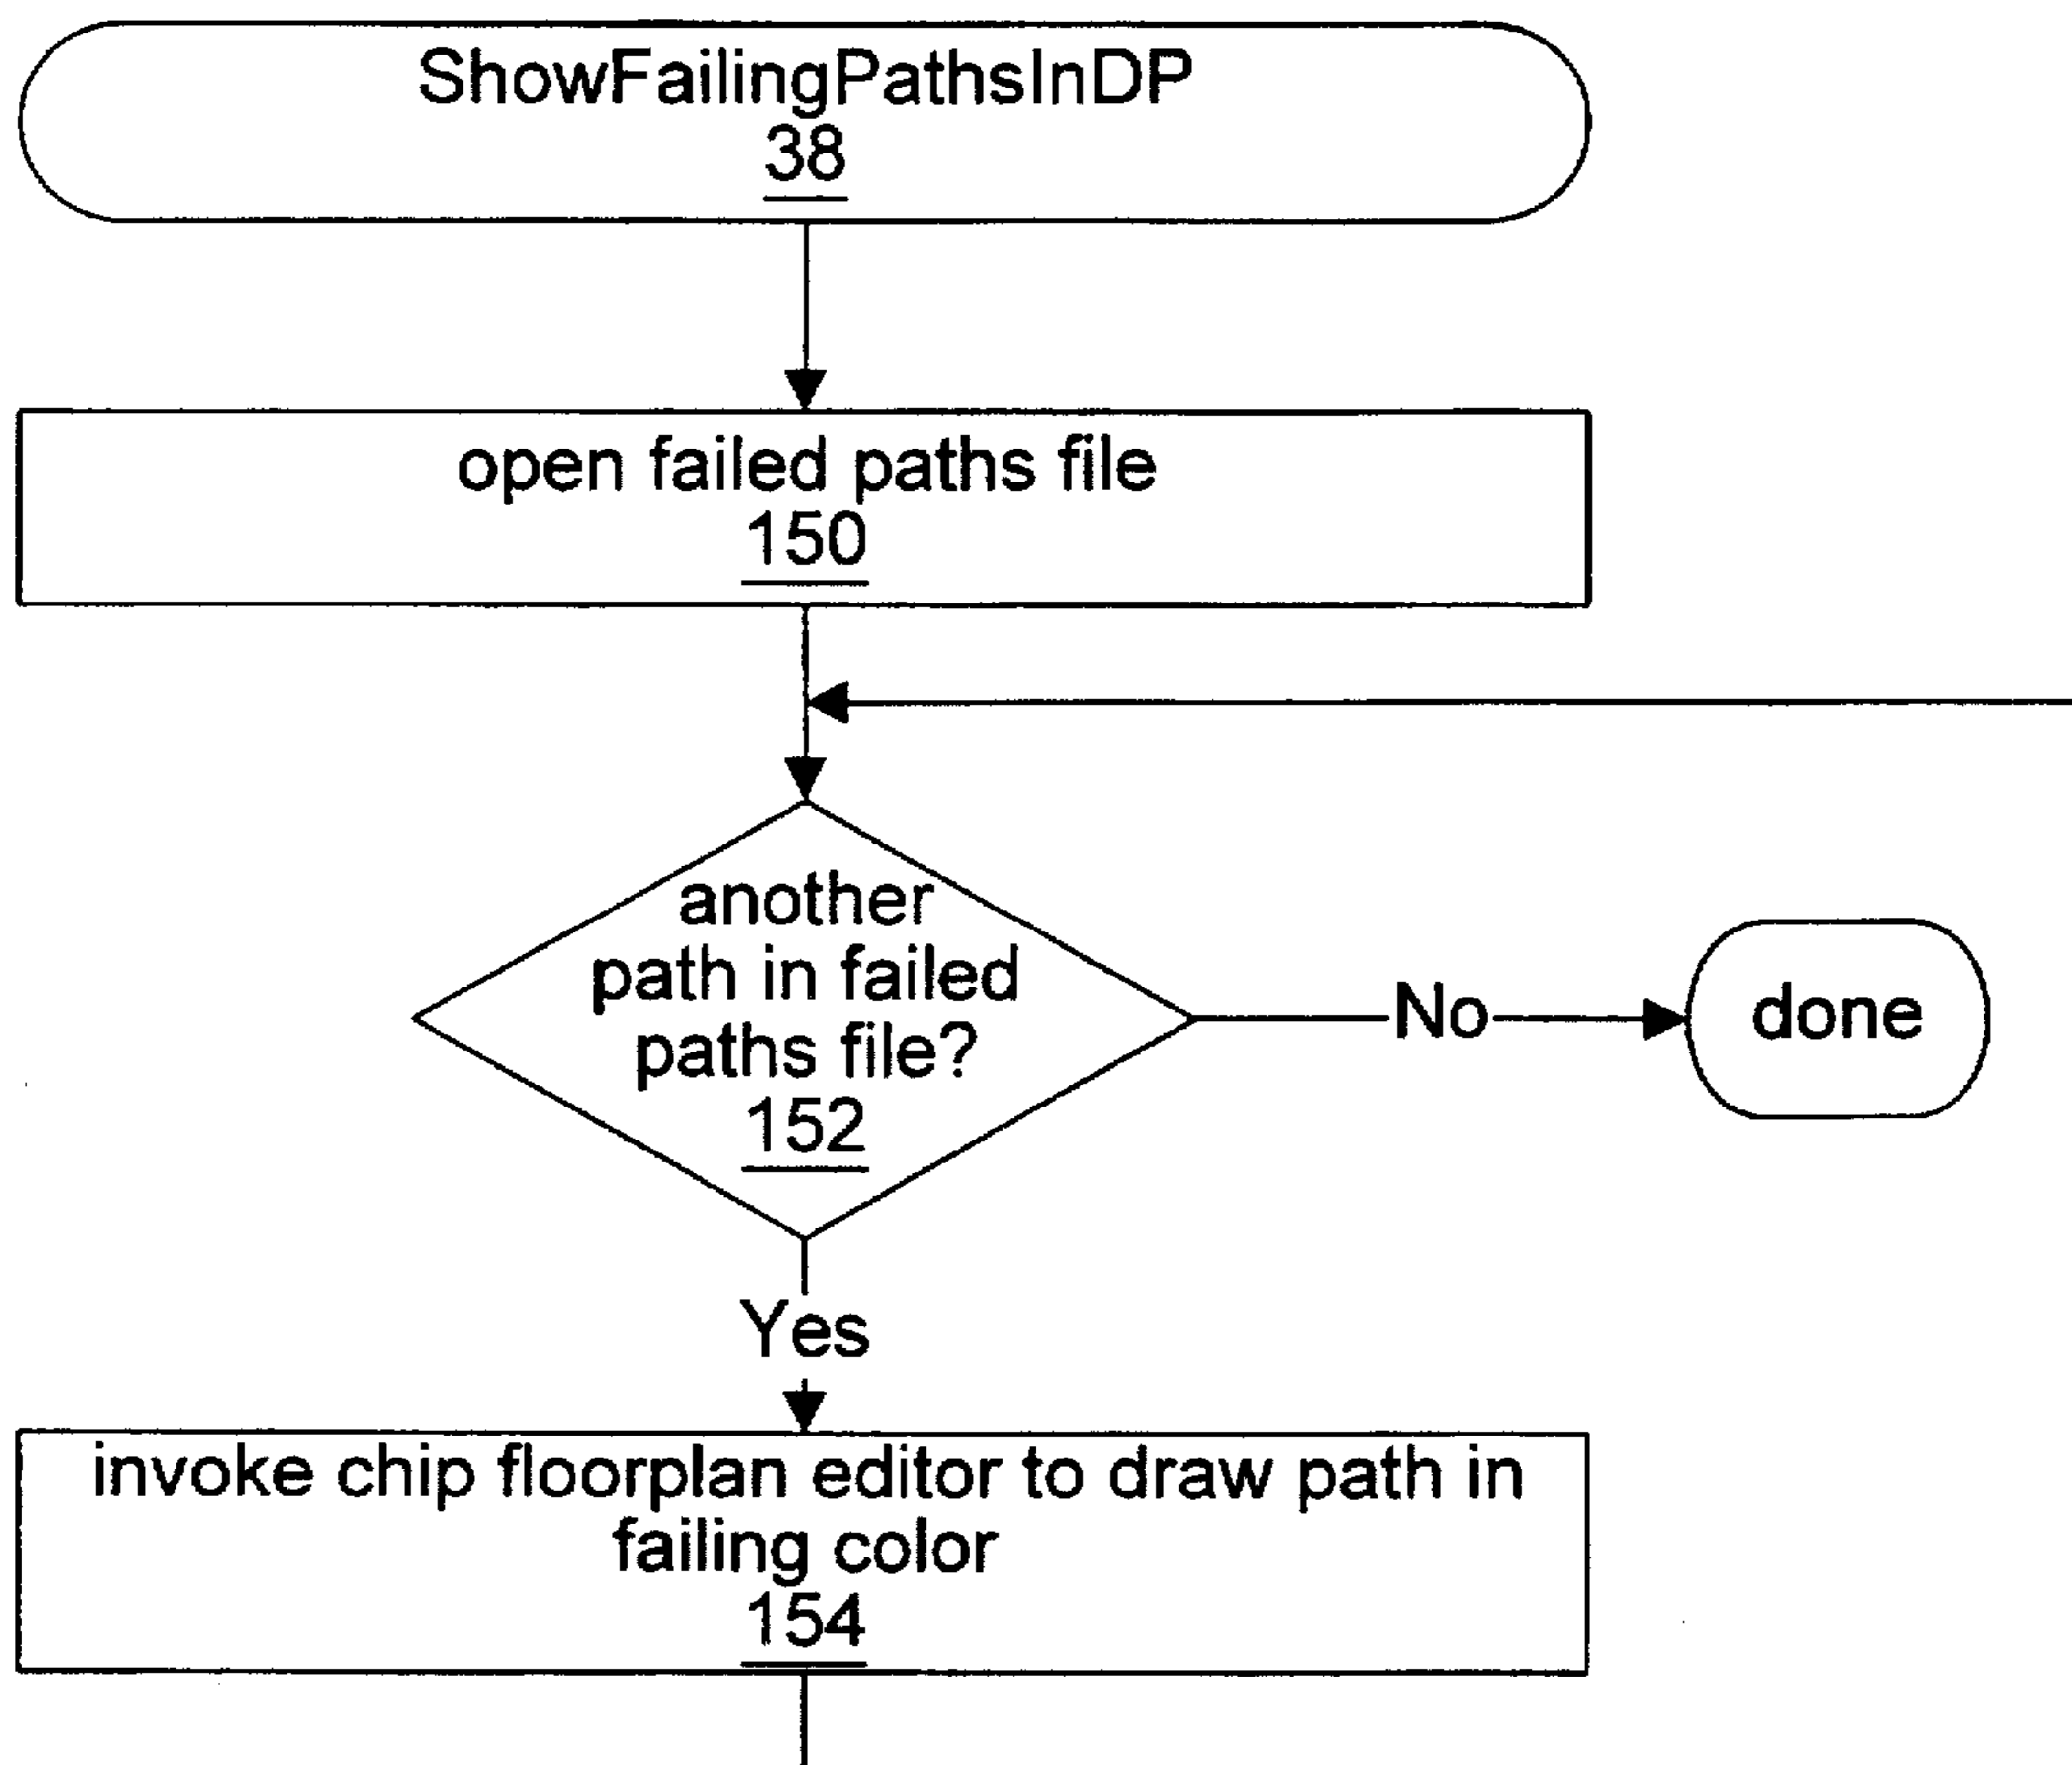 ShowFailingPathsInDP
38
open failed paths file
150
another
path in failed
paths file?
152
No
done
Yes
invoke chip floorplan editor to draw path in
failing color
154